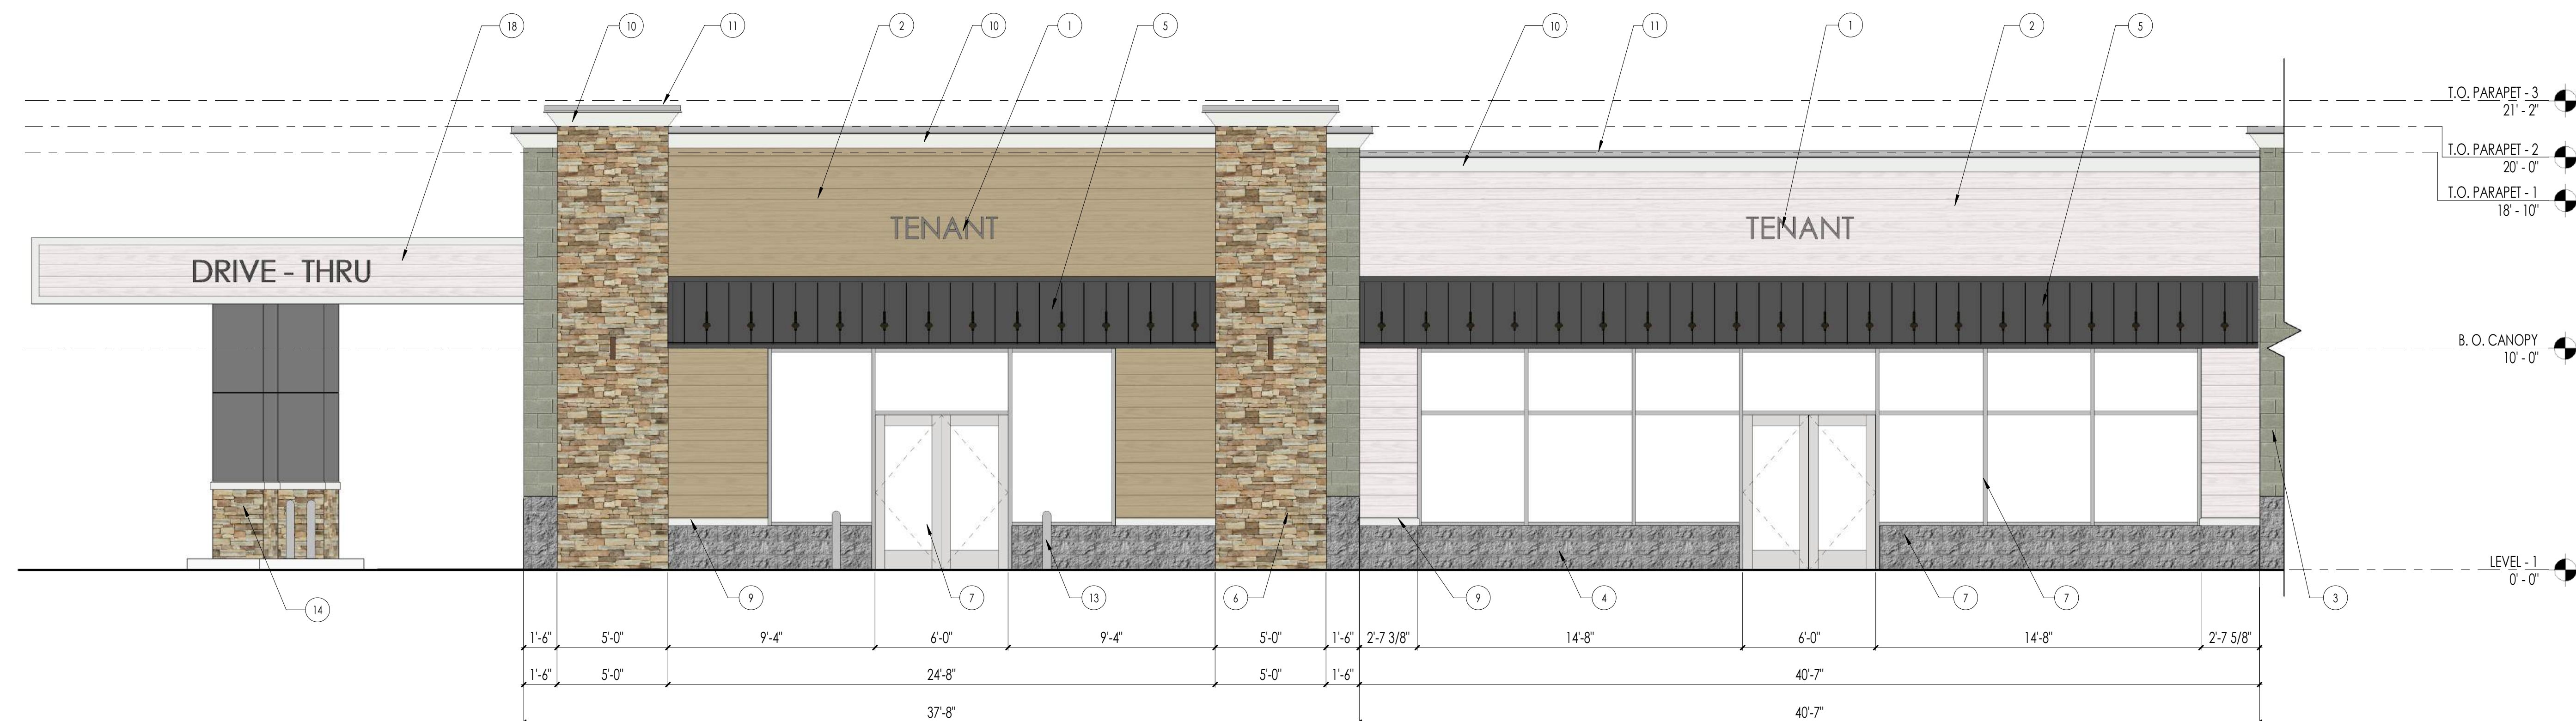 18
10
11
2
10
1
5
10
11
1
2
5
T.O. PARAPET - 3
21' - 2"
T.O. PARAPET - 2
20' - 0"
T.O. PARAPET - 1
18' - 10"
TENANT
TENANT
DRIVE - THRU
B. O. CANOPY
10' - 0"
LEVEL - 1
0' - 0"
14
9
7
13
6
9
4
7
7
3
1'-6" 5'-0" 9'-4" 6'-0" 9'-4" 5'-0" 1'-6" 2'-7 3/8" 14'-8" 6'-0" 14'-8" 2'-7 5/8"
1'-6" 5'-0" 24'-8" 5'-0" 1'-6" 40'-7"
37'-8" 40'-7"